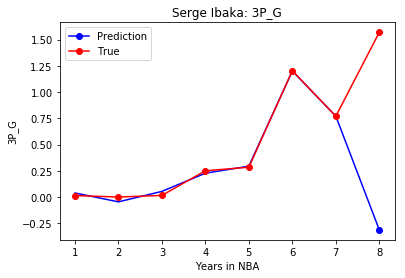 Serge Ibaka: 3P_G
Prediction
True
3P_G
1.50
1.25
1.00
0.75
0.50
0.25
0.00
−0.25
1 2 3 4 5 6 7 8
Years in NBA